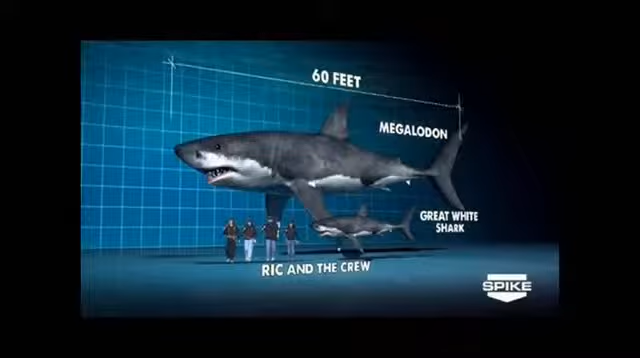 60 FEET
MEGALODON
GREAT WHITE
SHARK
RIC AND THE CREW
SPIKE